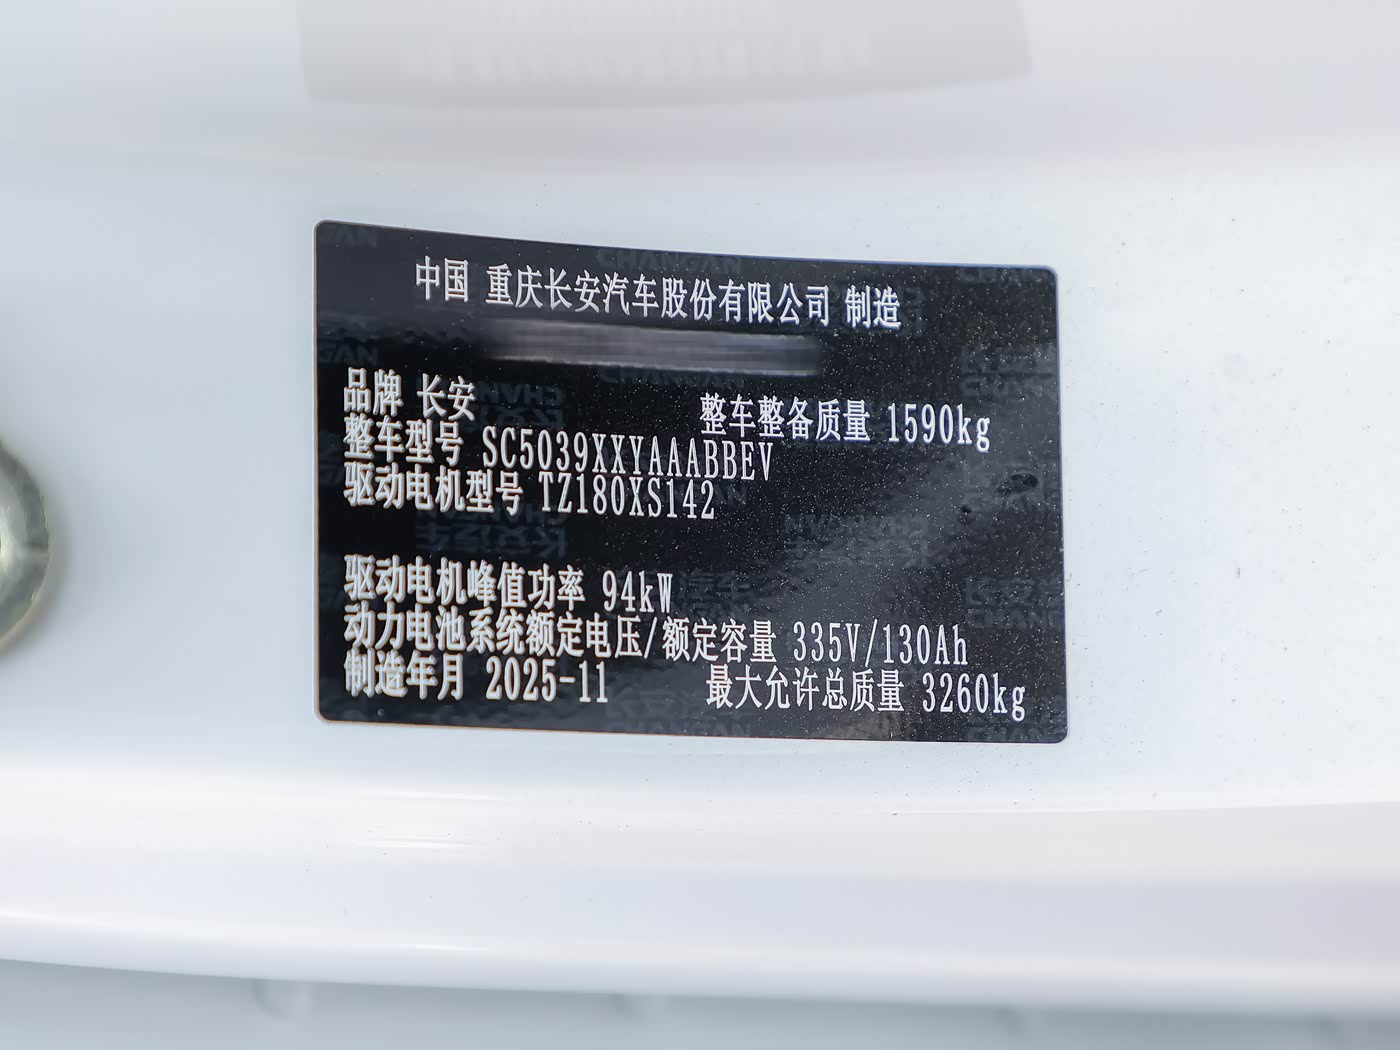 中国 重庆长安汽车股份有限公司 制造
品牌 长安
整车整备质量 1590kg
整车型号 SC5039XXYAAABBEV
驱动电机型号 TZ180XS142
驱动电机峰值功率 94kW
动力电池系统额定电压/额定容量 335V/130Ah
制造年月 2025-11
最大允许总质量 3260kg